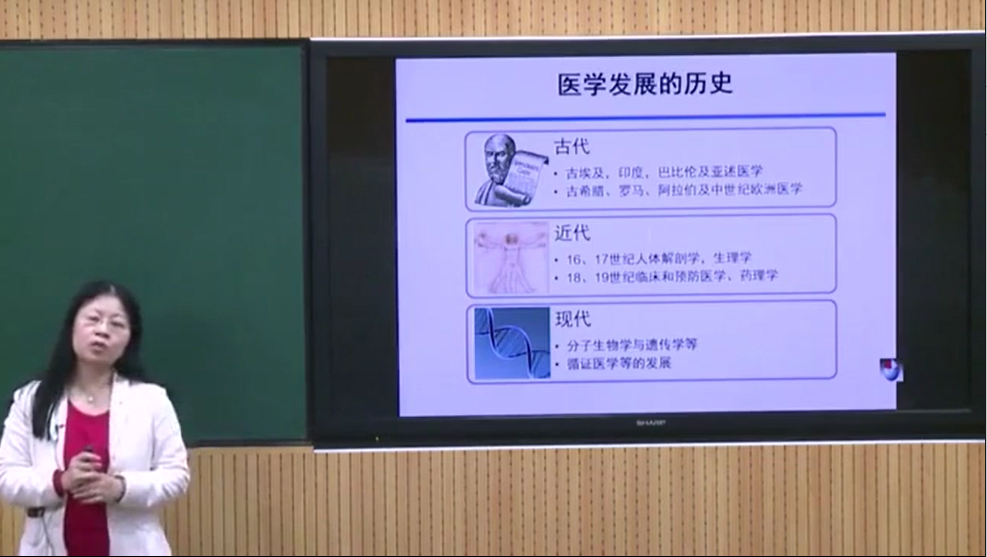 医学发展的历史
古代
• 古埃及，印度，巴比伦及亚述医学
• 古希腊、罗马、阿拉伯及中世纪欧洲医学
近代
• 16、17世纪人体解剖学，生理学
• 18、19世纪临床和预防医学、药理学
现代
• 分子生物学与遗传学等
• 循证医学等的发展
SHARP